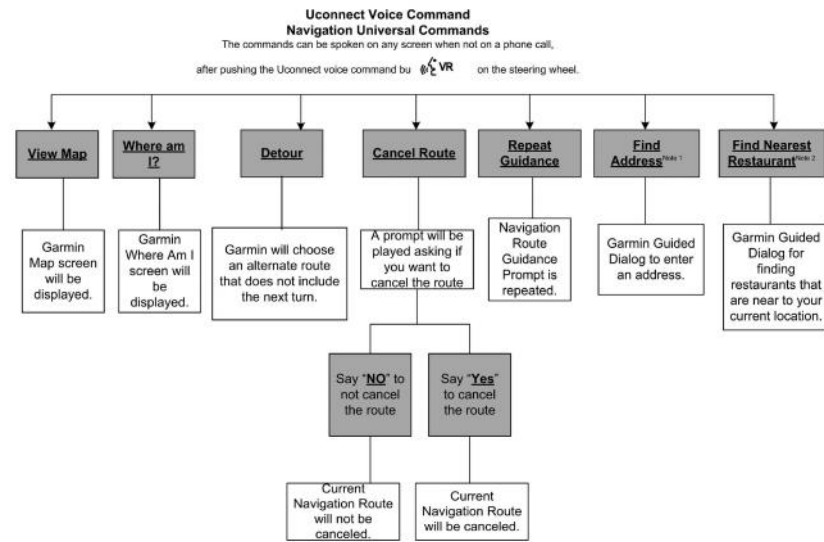 Uconnect Voice Command
Navigation Universal Commands
The commands can be spoken on any screen when not on a phone call,
after pushing the Uconnect voice command bu VR on the steering wheel.
View Map
Where am
I?
Detour
Cancel Route
Repeat
Guidance
Find
Address Note 1
Find Nearest
Restaurant Note 2
Garmin
Map screen
will be
displayed.
Garmin
Where Am I
screen will
be
displayed.
Garmin will choose
an alternate route
that does not include
the next turn.
A prompt will be
played asking if
you want to
cancel the route
Navigation
Route
Guidance
Prompt is
repeated.
Garmin Guided
Dialog to enter
an address.
Garmin Guided
Dialog for
finding
restaurants that
are near to your
current location.
Say "NO" to
not cancel
the route
Say "Yes"
to cancel
the route
Current
Navigation Route
will not be
canceled.
Current
Navigation Route
will be canceled.